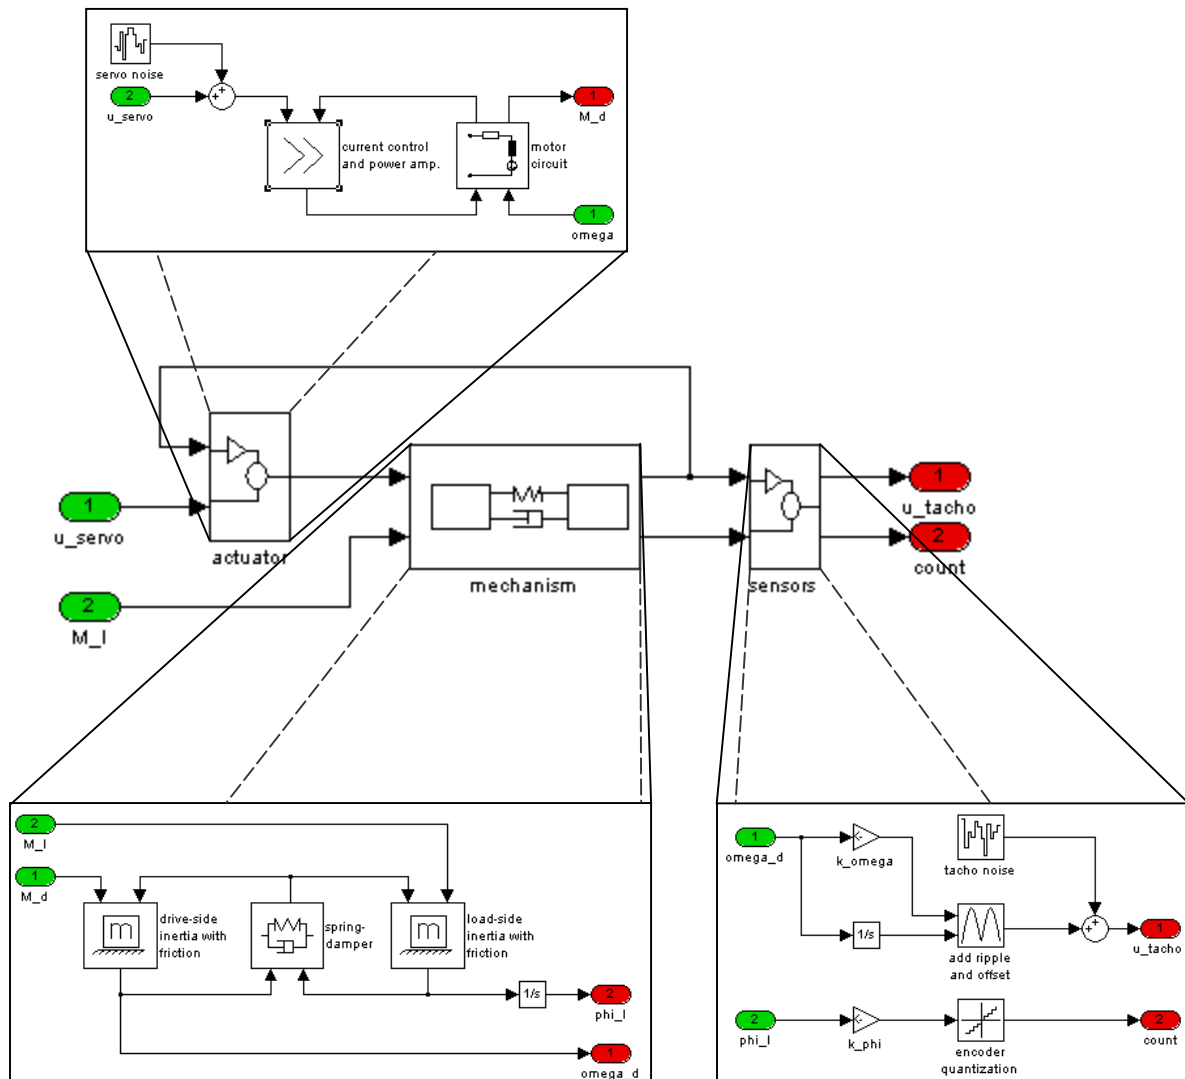 servo noise
2
u_servo
+
+
current control
and power amp.
motor
circuit
1
M_d
1
omega
1
u_servo
2
M_l
actuator
mechanism
sensors
1
u_tacho
2
count
2
M_l
1
M_d
m
drive-side
inertia with
friction
spring-
damper
m
load-side
inertia with
friction
1/s
2
phi_l
1
omega_d
1
omega_d
k_omega
tacho noise
1/s
add ripple
and offset
+
+
1
u_tacho
2
phi_l
k_phi
encoder
quantization
2
count